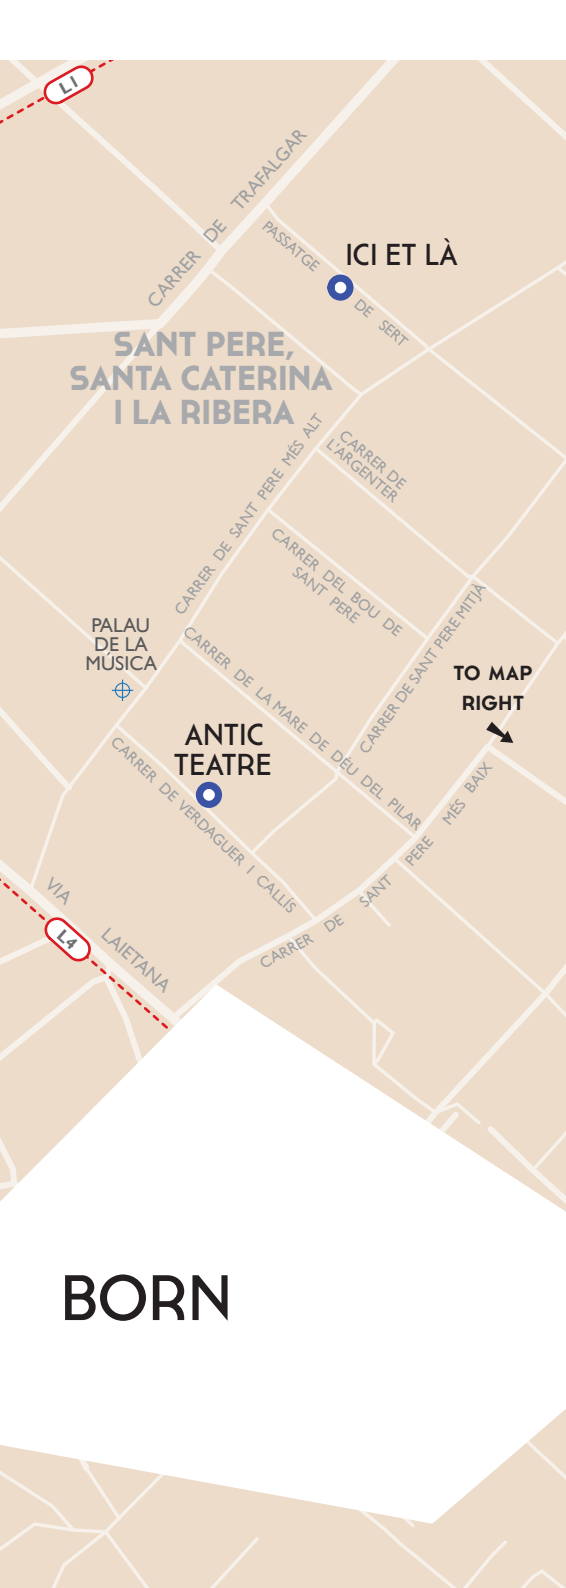 L1
CARRER DE TRAFALGAR
PASSATGE DE SERT
ICI ET LÀ
SANT PERE,
SANTA CATERINA
I LA RIBERA
CARRER DE SANT PERE MÉS ALT
CARRER DE
L'ARGENTER
CARRER DEL BOU DE
SANT PERE
CARRER DE SANT PERE MITJÀ
PALAU
DE LA
MÚSICA
CARRER DE LA MARE DE DÉU DEL PILAR
TO MAP
RIGHT
ANTIC
TEATRE
CARRER DE VERDAGUER I CALLÍS
CARRER DE SANT PERE MÉS BAIX
VIA LAIETANA
L4
BORN